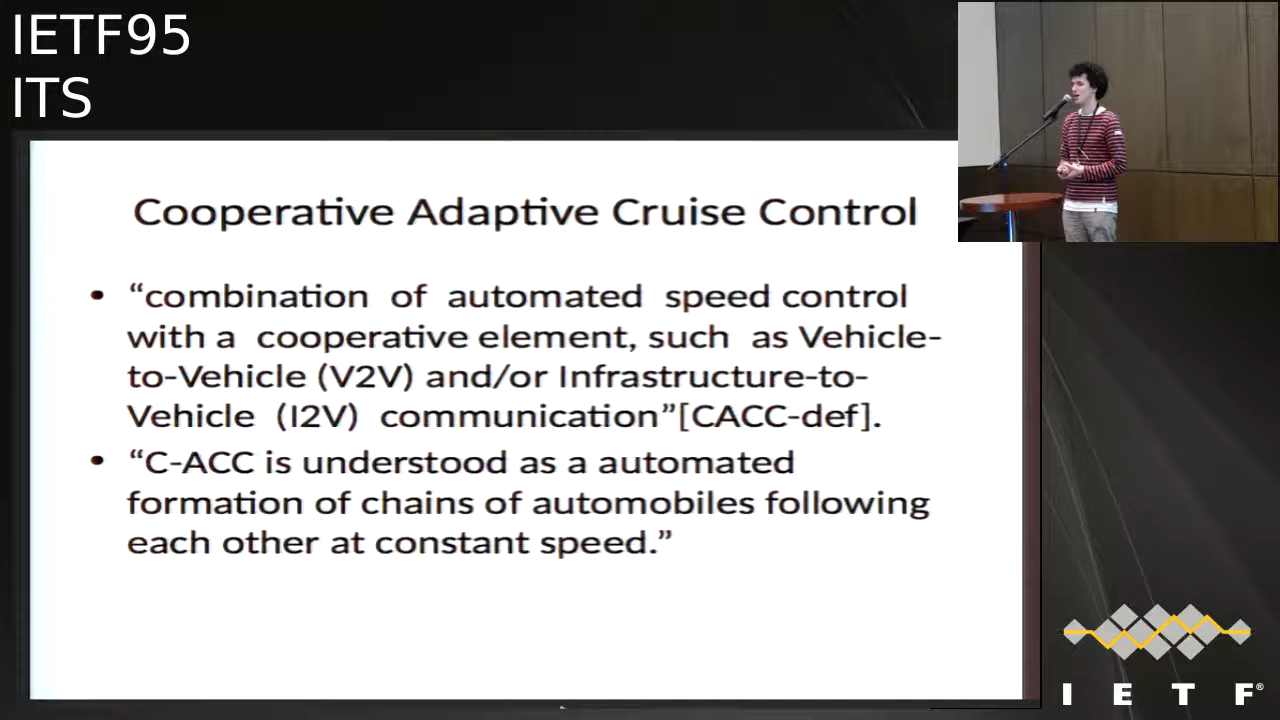 IETF95
ITS
Cooperative Adaptive Cruise Control
• “combination of automated speed control
with a cooperative element, such as Vehicle-
to-Vehicle (V2V) and/or Infrastructure-to-
Vehicle (I2V) communication”[CACC-def].
• “C-ACC is understood as a automated
formation of chains of automobiles following
each other at constant speed.”
I E T F®